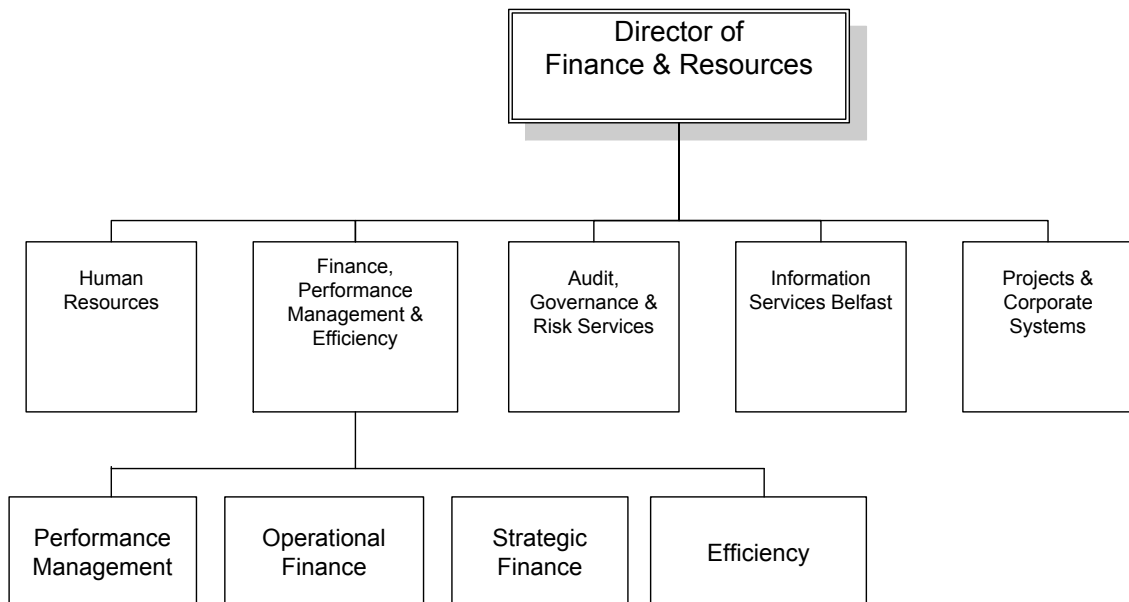 Director of
Finance & Resources
Human
Resources
Finance,
Performance
Management &
Efficiency
Audit,
Governance &
Risk Services
Information
Services Belfast
Projects &
Corporate
Systems
Performance
Management
Operational
Finance
Strategic
Finance
Efficiency